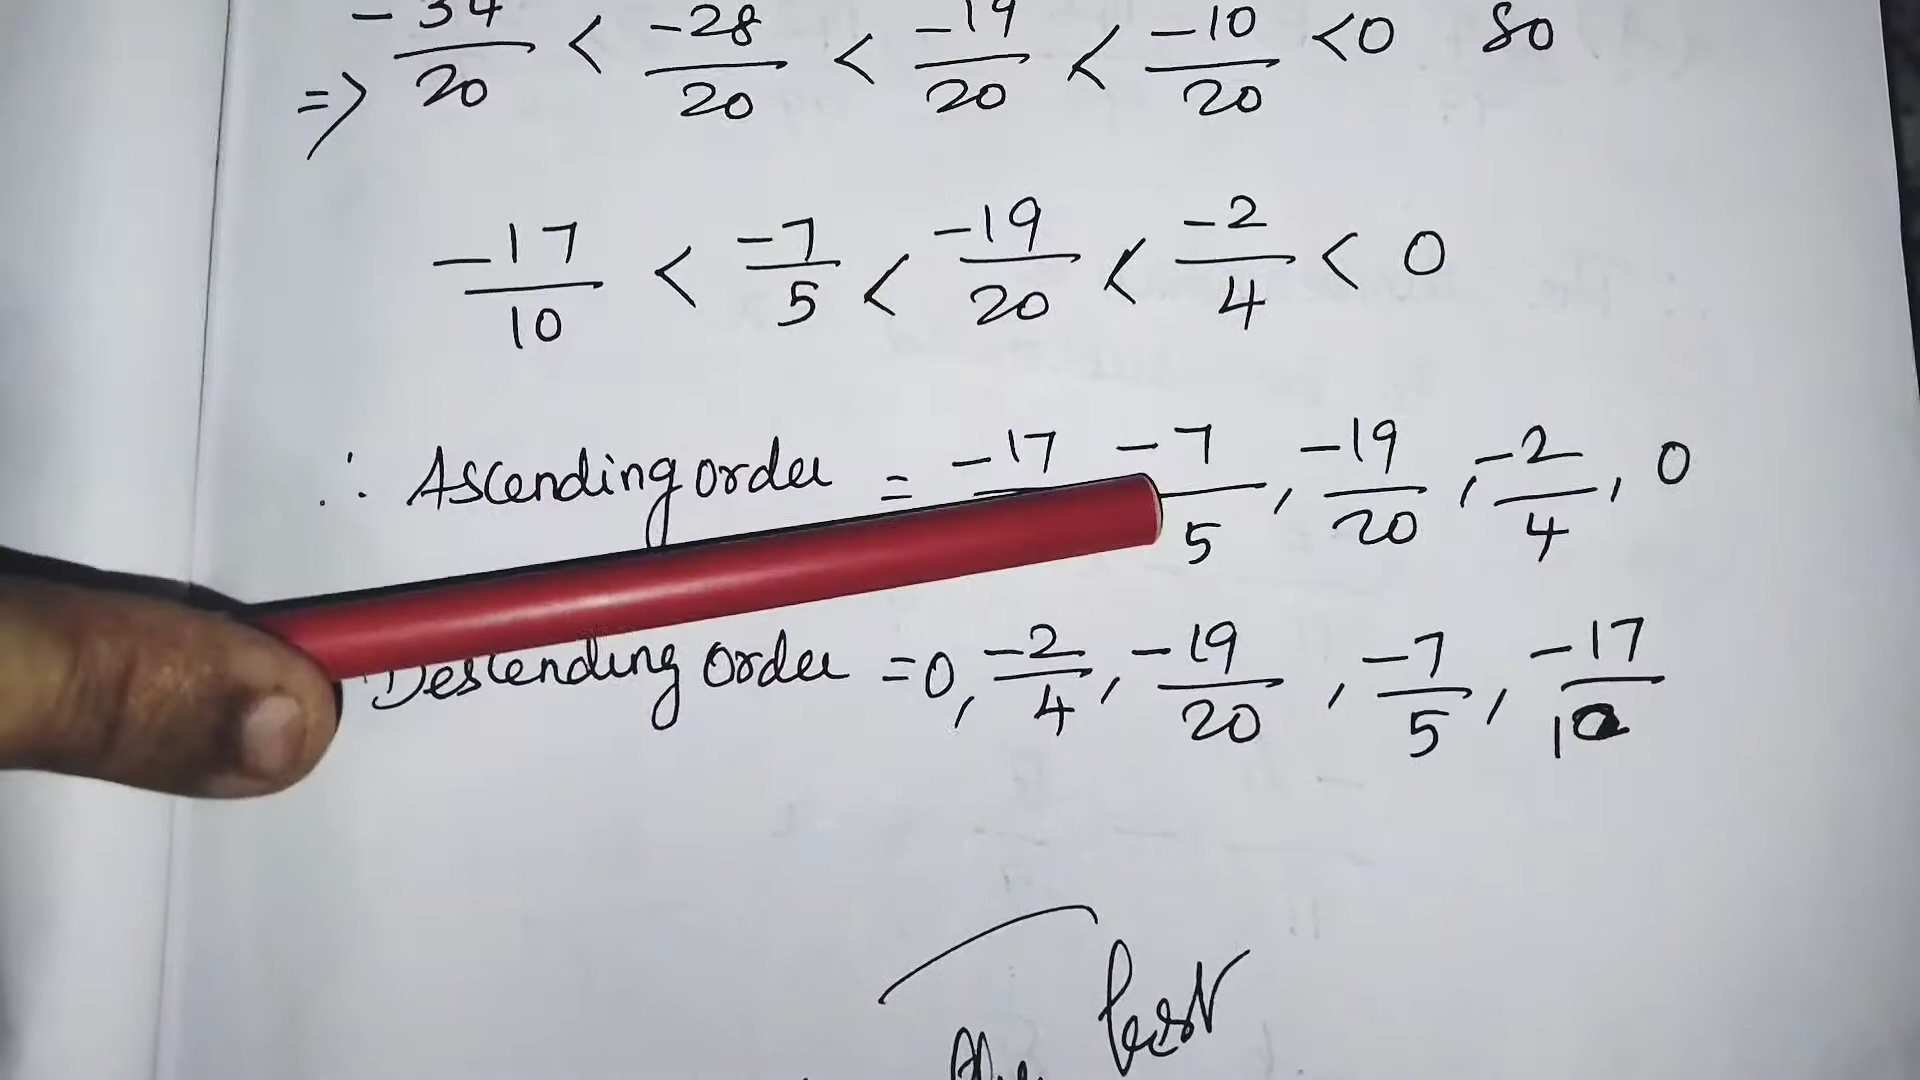 => -34/20 < -28/20 < -19/20 < -10/20 < 0 so
-17/10 < -7/5 < -19/20 < -2/4 < 0
∴ Ascending order = -17 -7/5, -19/20, -2/4, 0
Descending order = 0, -2/4, -19/20, -7/5, -17/10
best